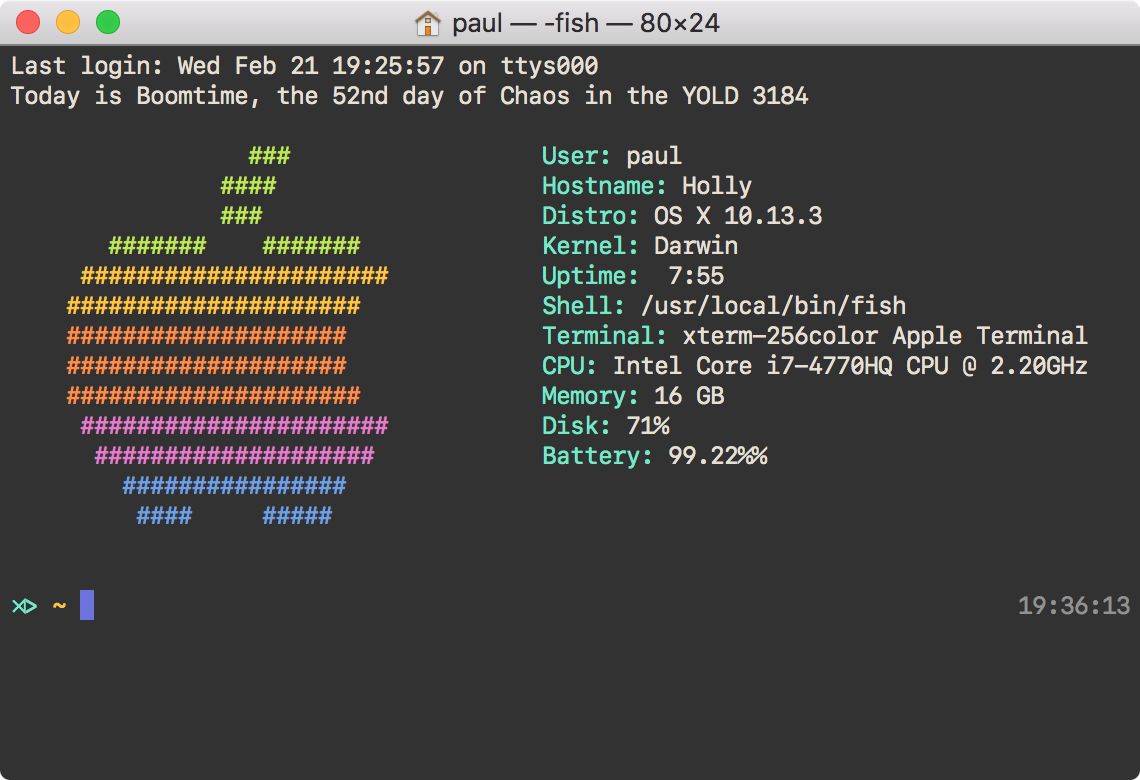 paul — -fish — 80×24
Last login: Wed Feb 21 19:25:57 on ttys000
Today is Boomtime, the 52nd day of Chaos in the YOLD 3184
                 ###                  User: paul
               ####                   Hostname: Holly
               ###                    Distro: OS X 10.13.3
       #######    #######             Kernel: Darwin
     ######################           Uptime:  7:55
    #####################             Shell: /usr/local/bin/fish
    ####################              Terminal: xterm-256color Apple Terminal
    ####################              CPU: Intel Core i7-4770HQ CPU @ 2.20GHz
    #####################             Memory: 16 GB
     ######################           Disk: 71%
      ####################            Battery: 99.22%%
        ################
         ####     #####
⋊> ~                                                                    19:36:13